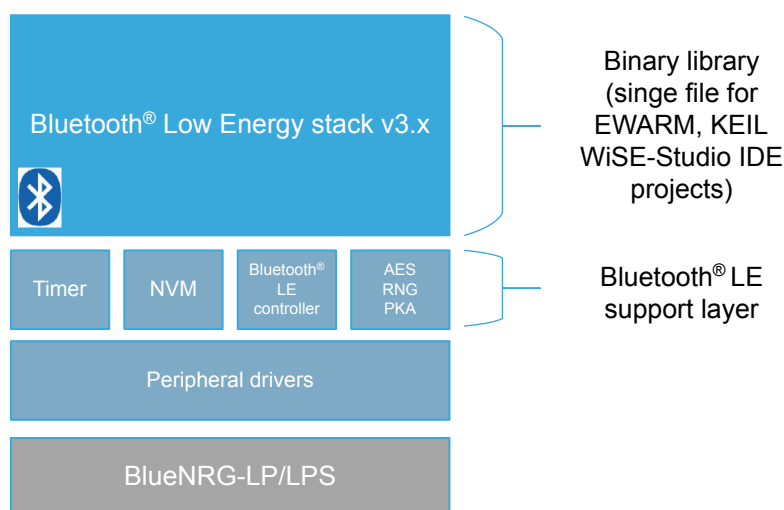 Bluetooth® Low Energy stack v3.x
Binary library
(singe file for
EWARM, KEIL
WiSE-Studio IDE
projects)
Timer
NVM
Bluetooth®
LE
controller
AES
RNG
PKA
Bluetooth® LE
support layer
Peripheral drivers
BlueNRG-LP/LPS